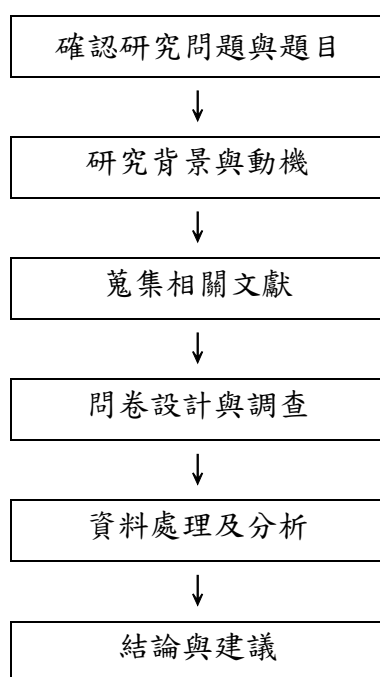 確認研究問題與題目
研究背景與動機
蒐集相關文獻
問卷設計與調查
資料處理及分析
結論與建議